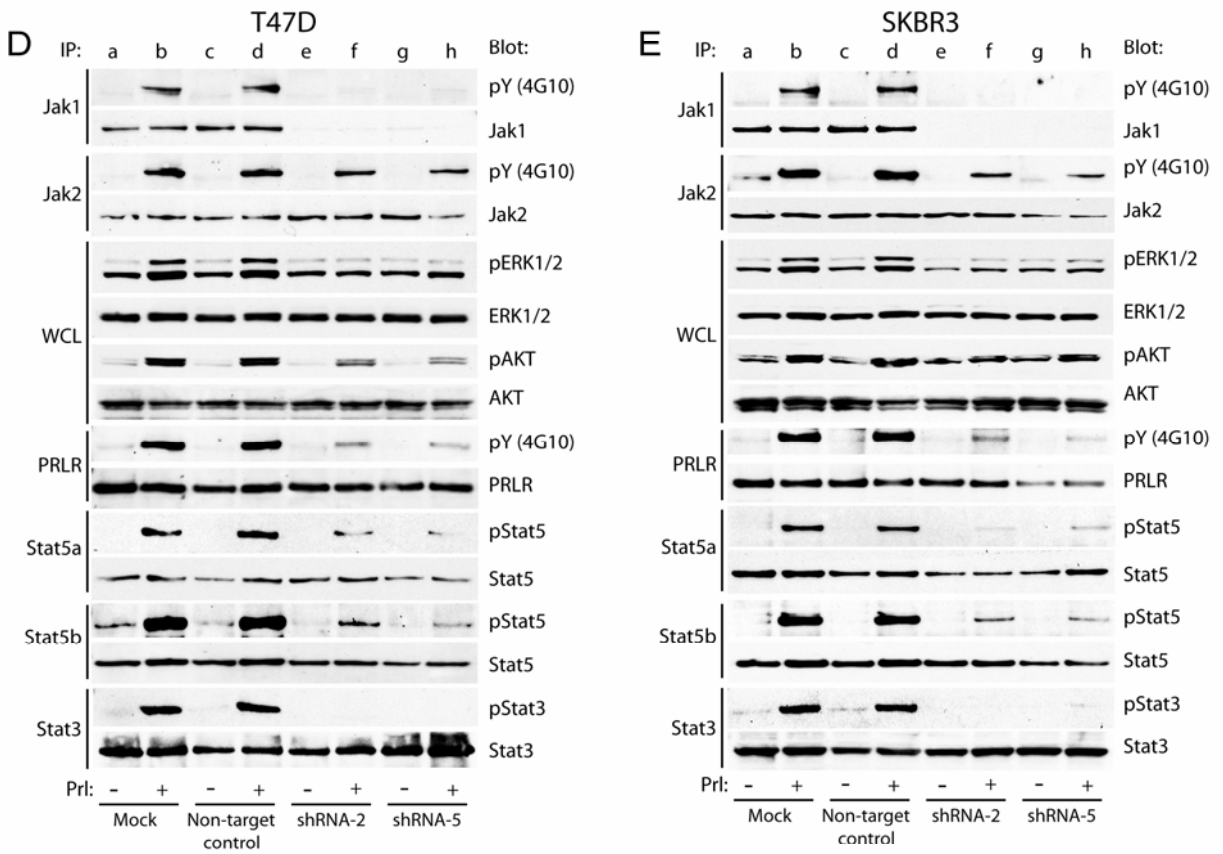 D
T47D
IP: a b c d e f g h Blot:
Jak1
pY (4G10)
Jak1
Jak2
pY (4G10)
Jak2
WCL
pERK1/2
ERK1/2
pAKT
AKT
PRLR
pY (4G10)
PRLR
Stat5a
pStat5
Stat5
Stat5b
pStat5
Stat5
Stat3
pStat3
Stat3
Prl: - + - + - + - +
Mock Non-target control shRNA-2 shRNA-5
E
SKBR3
IP: a b c d e f g h Blot:
Jak1
pY (4G10)
Jak1
Jak2
pY (4G10)
Jak2
WCL
pERK1/2
ERK1/2
pAKT
AKT
PRLR
pY (4G10)
PRLR
Stat5a
pStat5
Stat5
Stat5b
pStat5
Stat5
Stat3
pStat3
Stat3
Prl: - + - + - + - +
Mock Non-target control shRNA-2 shRNA-5